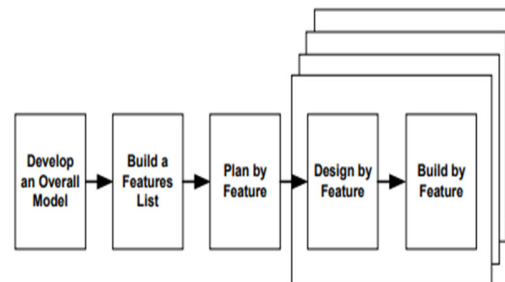 Develop
an Overall
Model
Build a
Features
List
Plan by
Feature
Design by
Feature
Build by
Feature